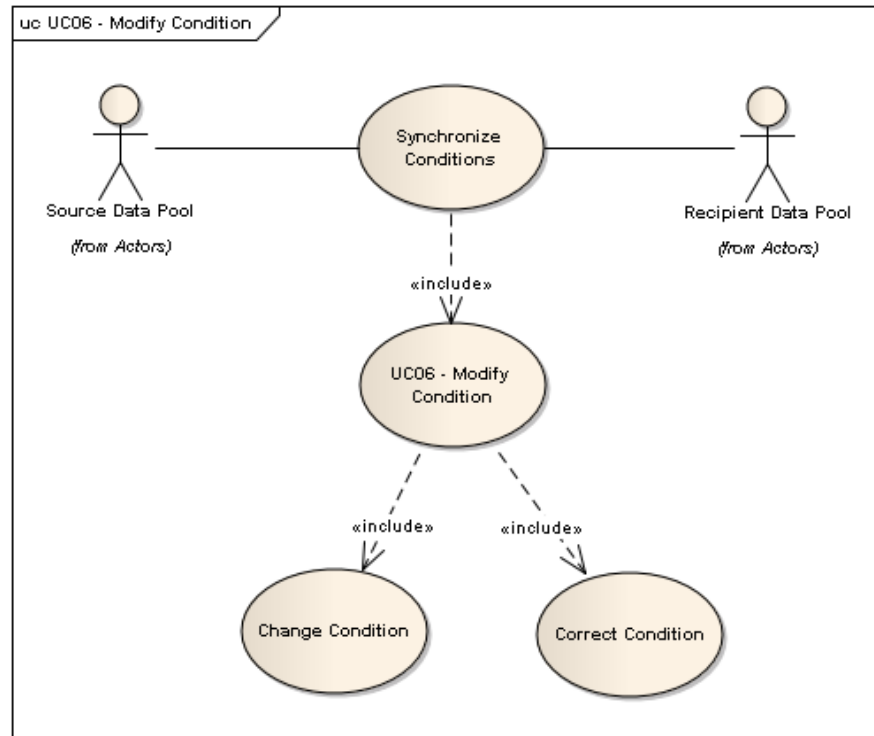 uc UC06 - Modify Condition
Synchronize
Conditions
Source Data Pool
(from Actors)
Recipient Data Pool
(from Actors)
«include»
UC06 - Modify
Condition
«include»
«include»
Change Condition
Correct Condition